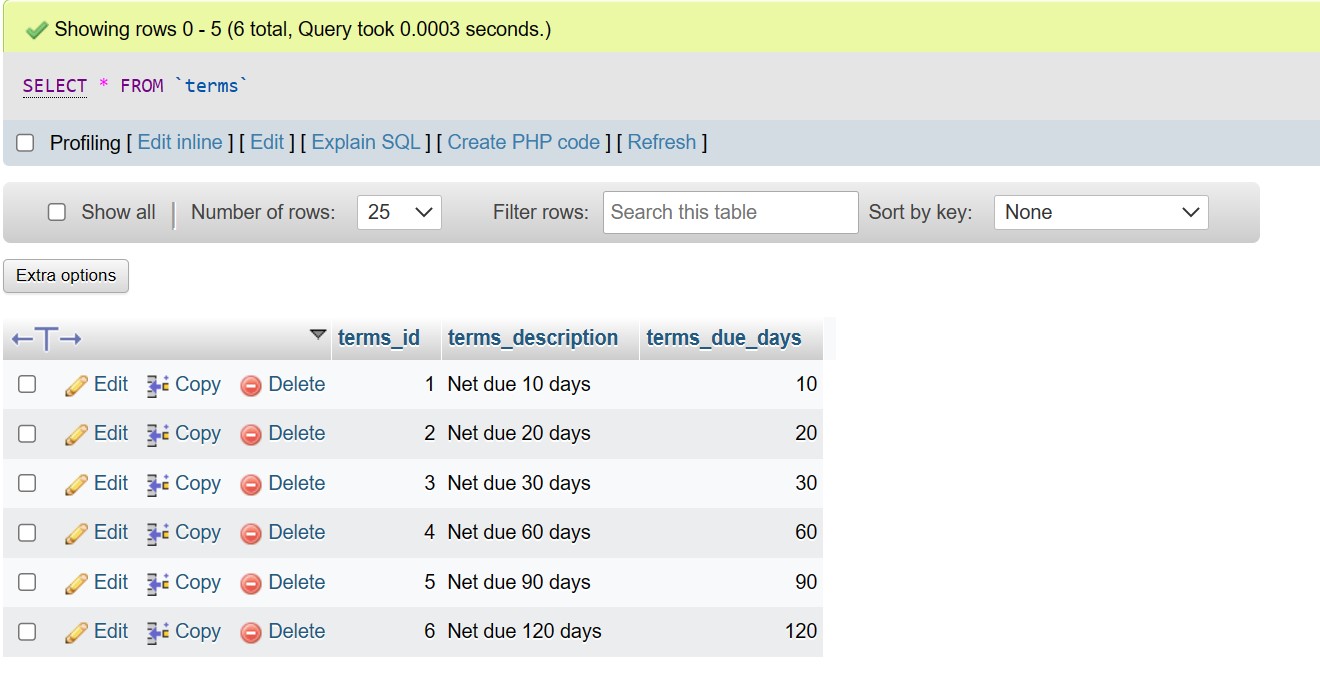 Showing rows 0 - 5 (6 total, Query took 0.0003 seconds.)
SELECT * FROM `terms`
Profiling [ Edit inline ] [ Edit ] [ Explain SQL ] [ Create PHP code ] [ Refresh ]
Show all | Number of rows: 25 Filter rows: Search this table Sort by key: None
Extra options
←T→ terms_id terms_description terms_due_days
Edit Copy Delete 1 Net due 10 days 10
Edit Copy Delete 2 Net due 20 days 20
Edit Copy Delete 3 Net due 30 days 30
Edit Copy Delete 4 Net due 60 days 60
Edit Copy Delete 5 Net due 90 days 90
Edit Copy Delete 6 Net due 120 days 120